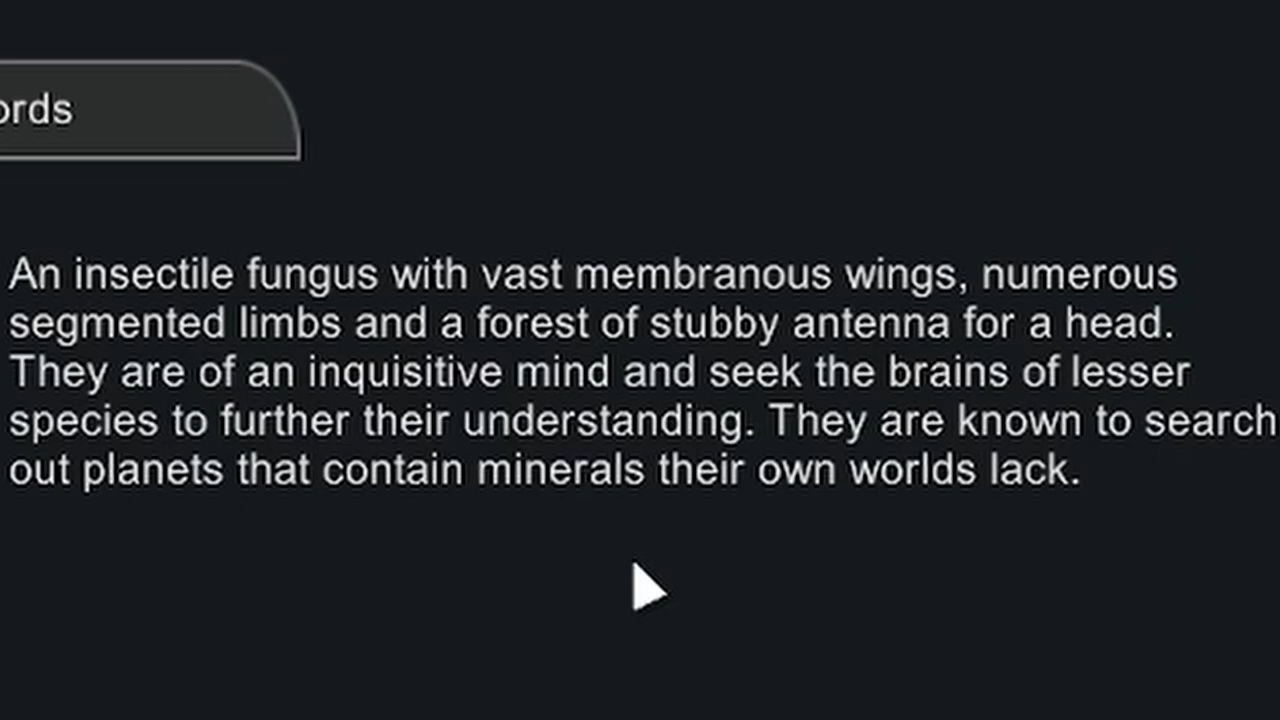 ords
An insectile fungus with vast membranous wings, numerous
segmented limbs and a forest of stubby antenna for a head.
They are of an inquisitive mind and seek the brains of lesser
species to further their understanding. They are known to search
out planets that contain minerals their own worlds lack.